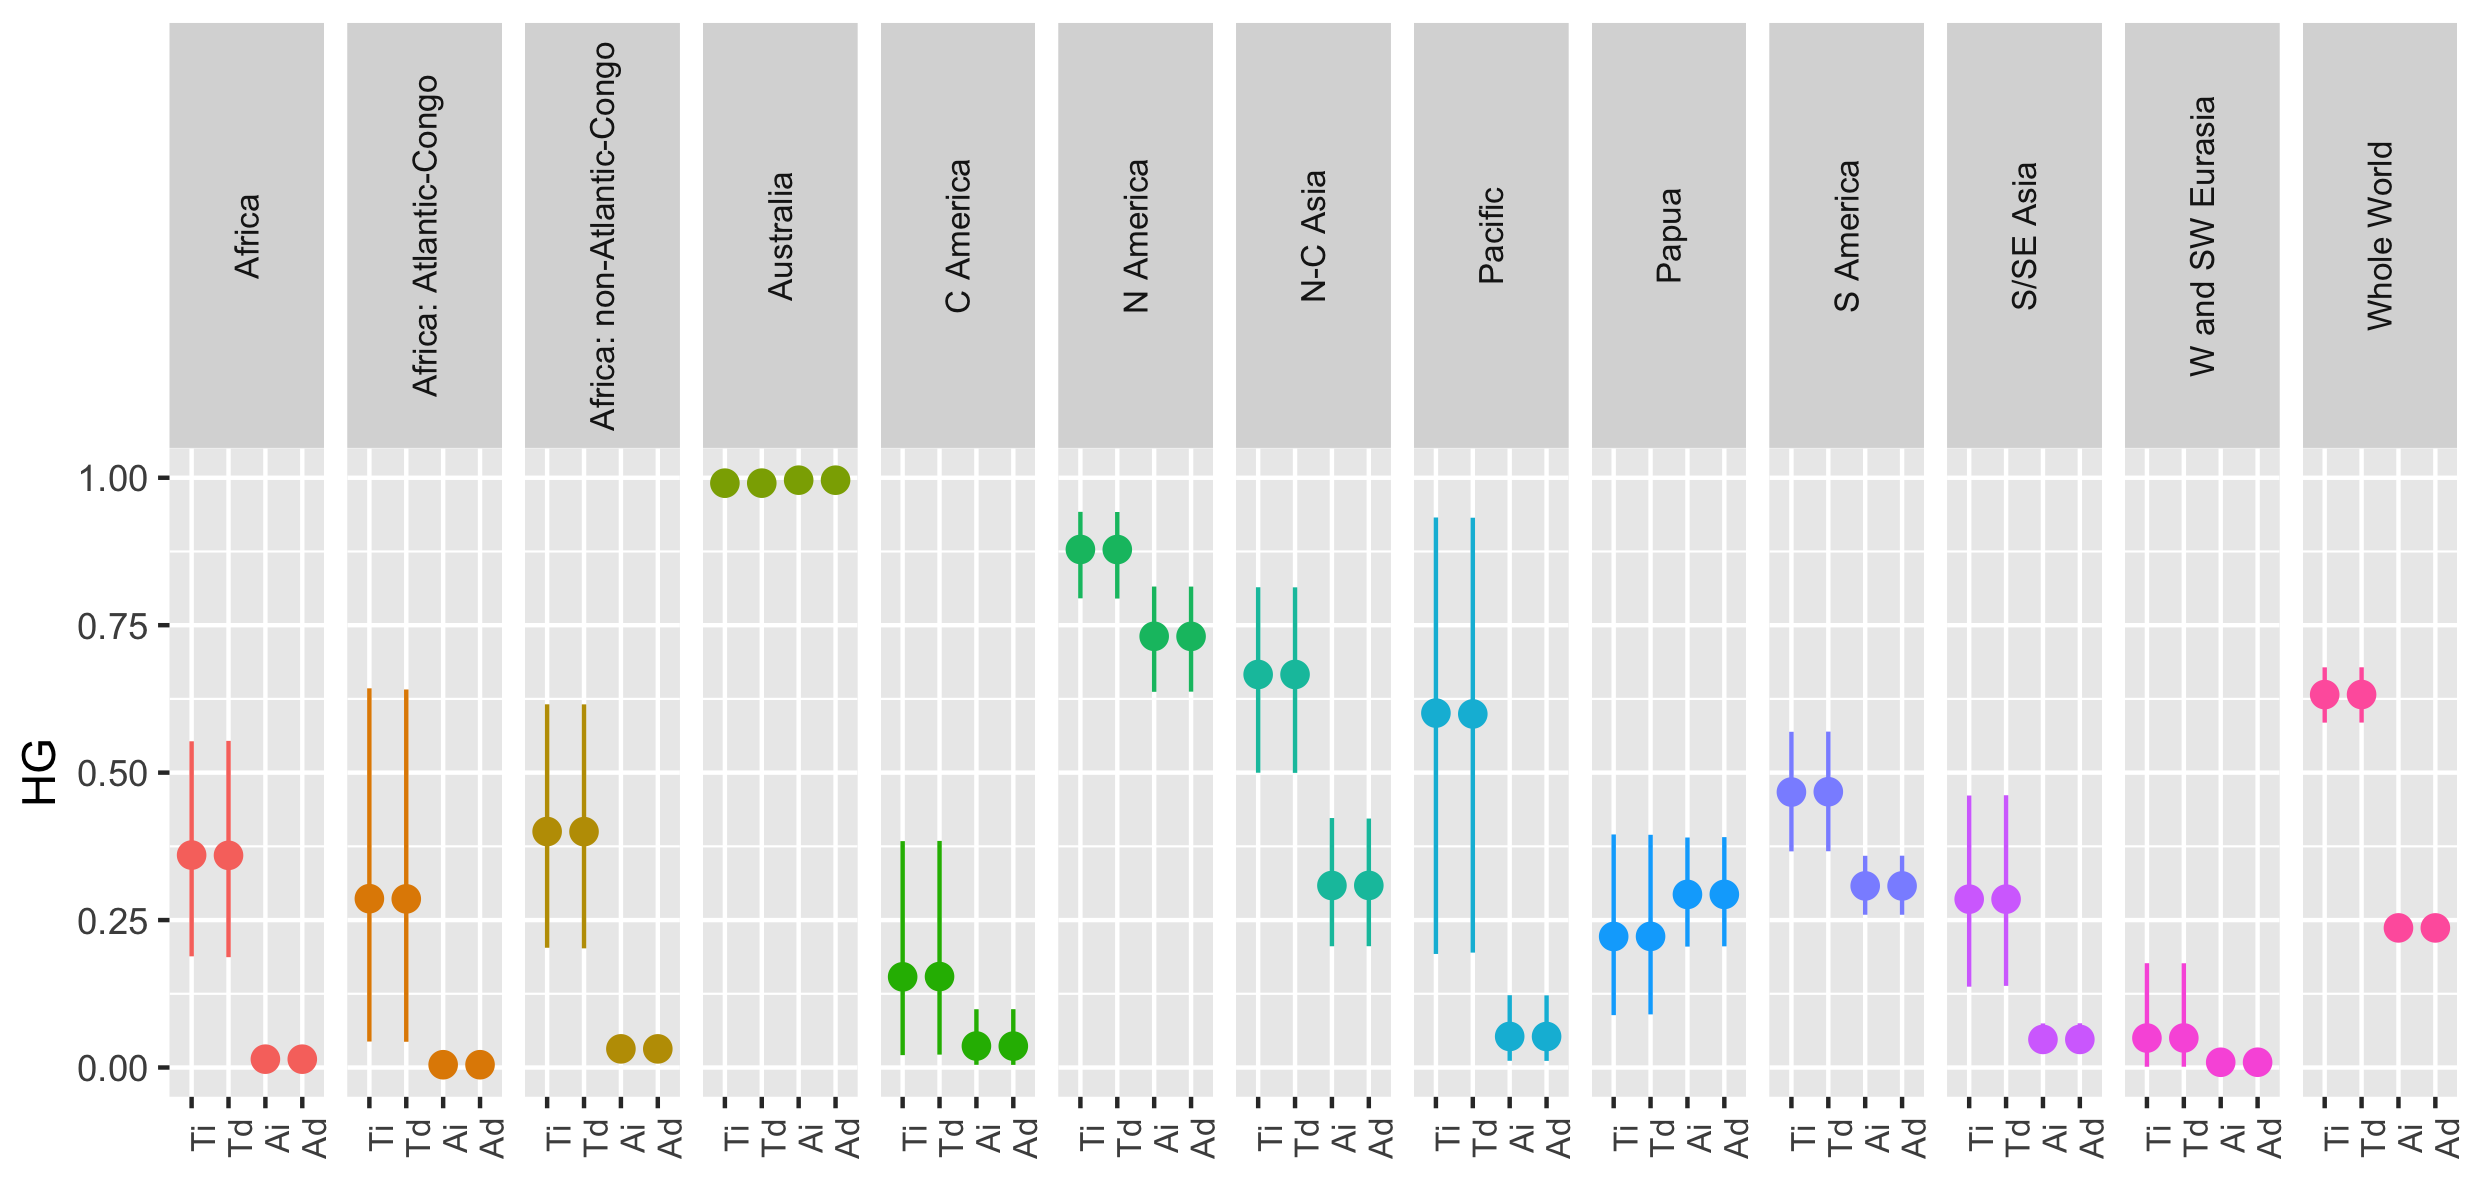 Africa
Africa: Atlantic-Congo
Africa: non-Atlantic-Congo
Australia
C America
N America
N-C Asia
Pacific
Papua
S America
S/SE Asia
W and SW Eurasia
Whole World
HG
1.00
0.75
0.50
0.25
0.00
Ti Td Ai Ad Ti Td Ai Ad Ti Td Ai Ad Ti Td Ai Ad Ti Td Ai Ad Ti Td Ai Ad Ti Td Ai Ad Ti Td Ai Ad Ti Td Ai Ad Ti Td Ai Ad Ti Td Ai Ad Ti Td Ai Ad Ti Td Ai Ad